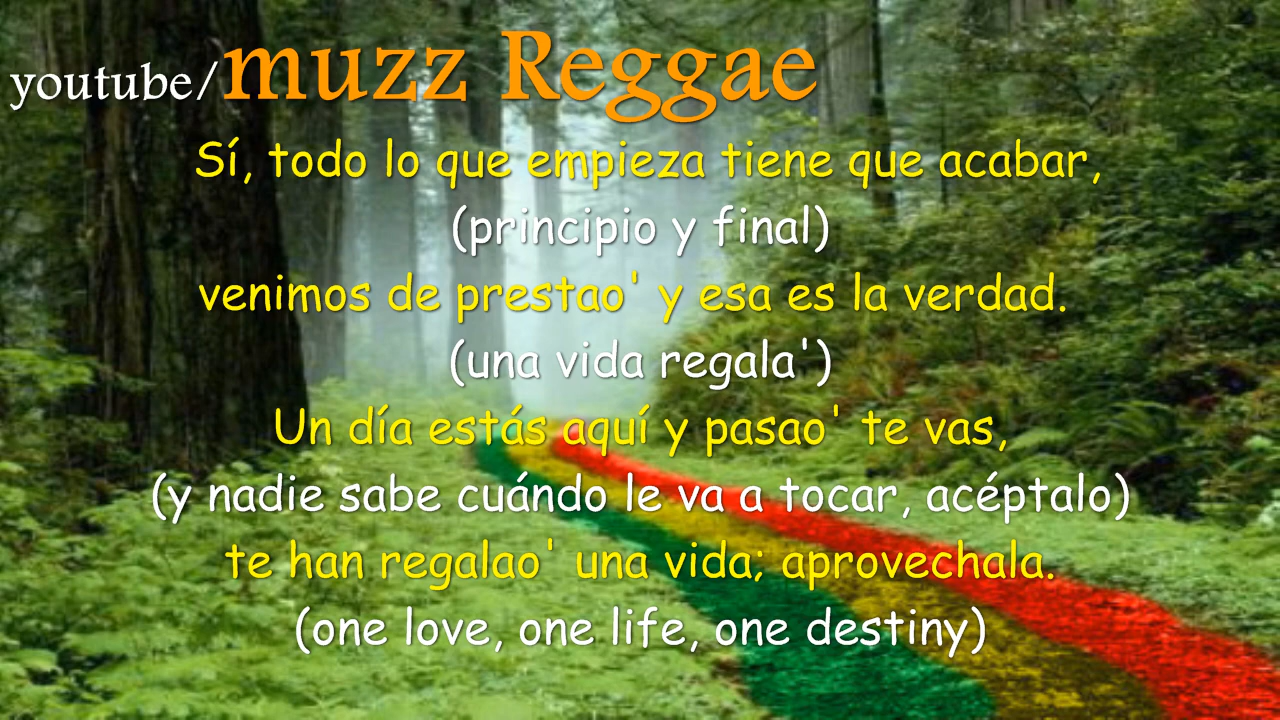 youtube/muzz Reggae
Sí, todo lo que empieza tiene que acabar,
(principio y final)
venimos de prestao' y esa es la verdad.
(una vida regala')
Un día estás aquí y pasao' te vas,
(y nadie sabe cuándo le va a tocar, acéptalo)
te han regalao' una vida; aprovechala.
(one love, one life, one destiny)